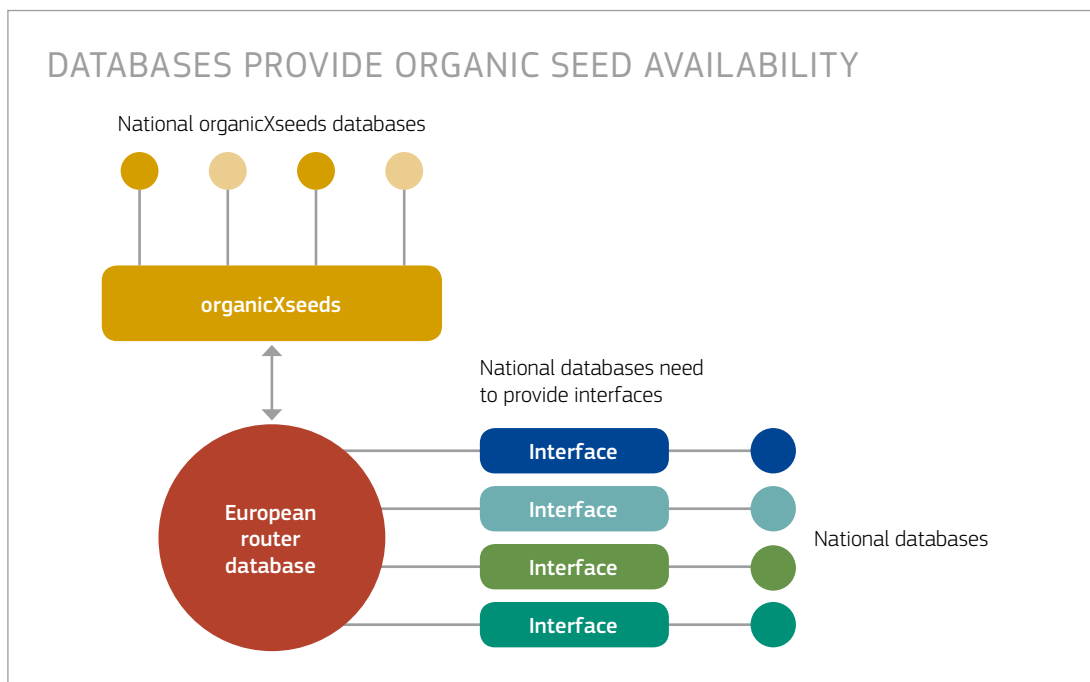 DATABASES PROVIDE ORGANIC SEED AVAILABILITY
National organicXseeds databases
organicXseeds
National databases need
to provide interfaces
Interface
Interface
Interface
Interface
European
router
database
National databases